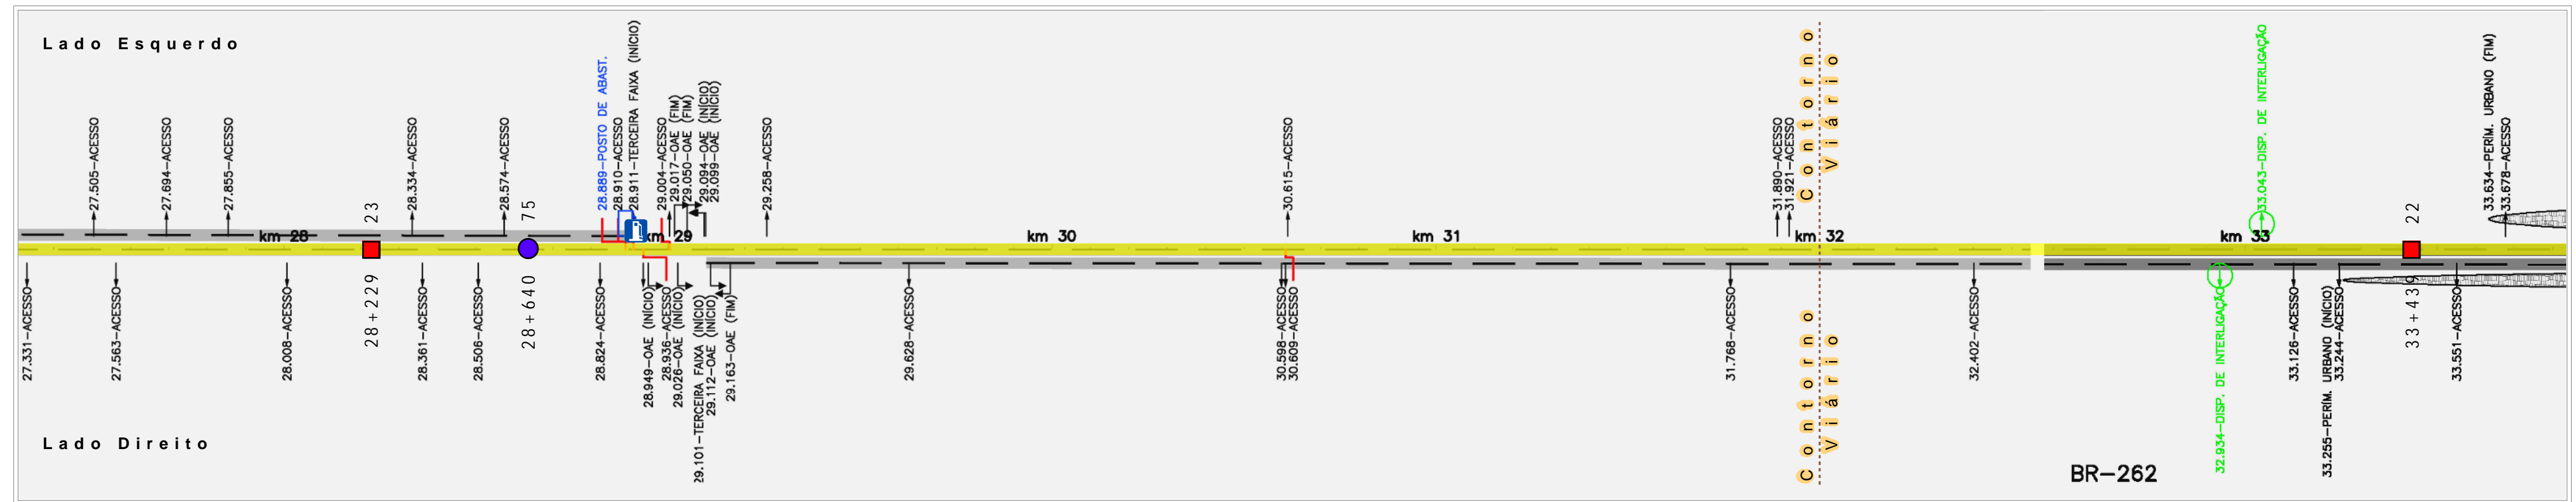 Lado Esquerdo
27.505-ACESSO
27.694-ACESSO
27.855-ACESSO
23
28.334-ACESSO
28.574-ACESSO
75
28.889-POSTO DE ABAST.
28.910-ACESSO
28.911-TERCEIRA FAIXA (INÍCIO)
29.004-ACESSO
29.017-OAE (FIM)
29.050-OAE (FIM)
29.094-OAE (INÍCIO)
29.099-OAE (INÍCIO)
29.258-ACESSO
30.615-ACESSO
31.890-ACESSO
31.921-ACESSO
Contorno
Viário
33.043-DISP. DE INTERLIGAÇÃO
22
33.634-PERÍM. URBANO (FIM)
33.678-ACESSO
km 28
km 29
km 30
km 31
km 32
km 33
27.331-ACESSO
27.563-ACESSO
28.008-ACESSO
28+229
28.361-ACESSO
28.506-ACESSO
28+640
28.824-ACESSO
28.949-OAE (INÍCIO)
28.936-ACESSO
29.026-OAE (INÍCIO)
29.101-TERCEIRA FAIXA (INÍCIO)
29.112-OAE (INÍCIO)
29.163-OAE (FIM)
29.628-ACESSO
30.598-ACESSO
30.609-ACESSO
31.768-ACESSO
Contorno
Viário
32.402-ACESSO
32.934-DISP. DE INTERLIGAÇÃO
33.126-ACESSO
33.255-PERÍM. URBANO (INÍCIO)
33.244-ACESSO
33+439
33.551-ACESSO
Lado Direito
BR-262